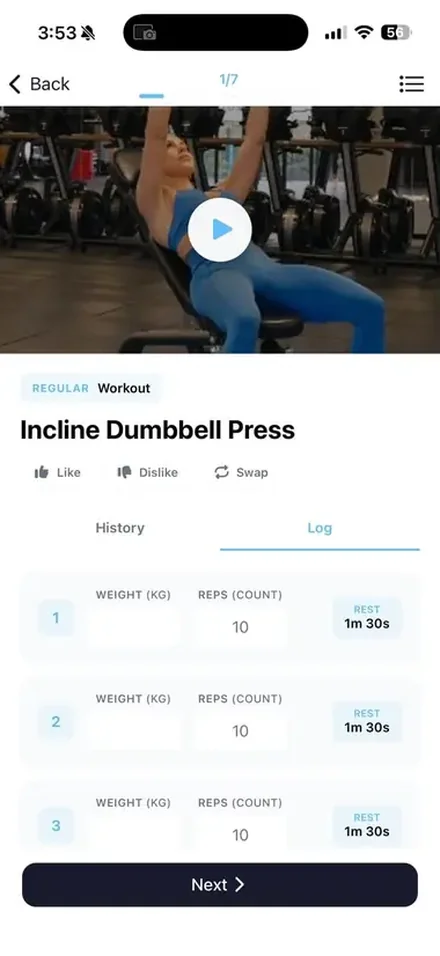 3:53
56
Back
1/7
REGULAR Workout
Incline Dumbbell Press
Like
Dislike
Swap
History
Log
WEIGHT (KG)
REPS (COUNT)
REST
1
10
1m 30s
WEIGHT (KG)
REPS (COUNT)
REST
2
10
1m 30s
WEIGHT (KG)
REPS (COUNT)
REST
3
10
1m 30s
Next